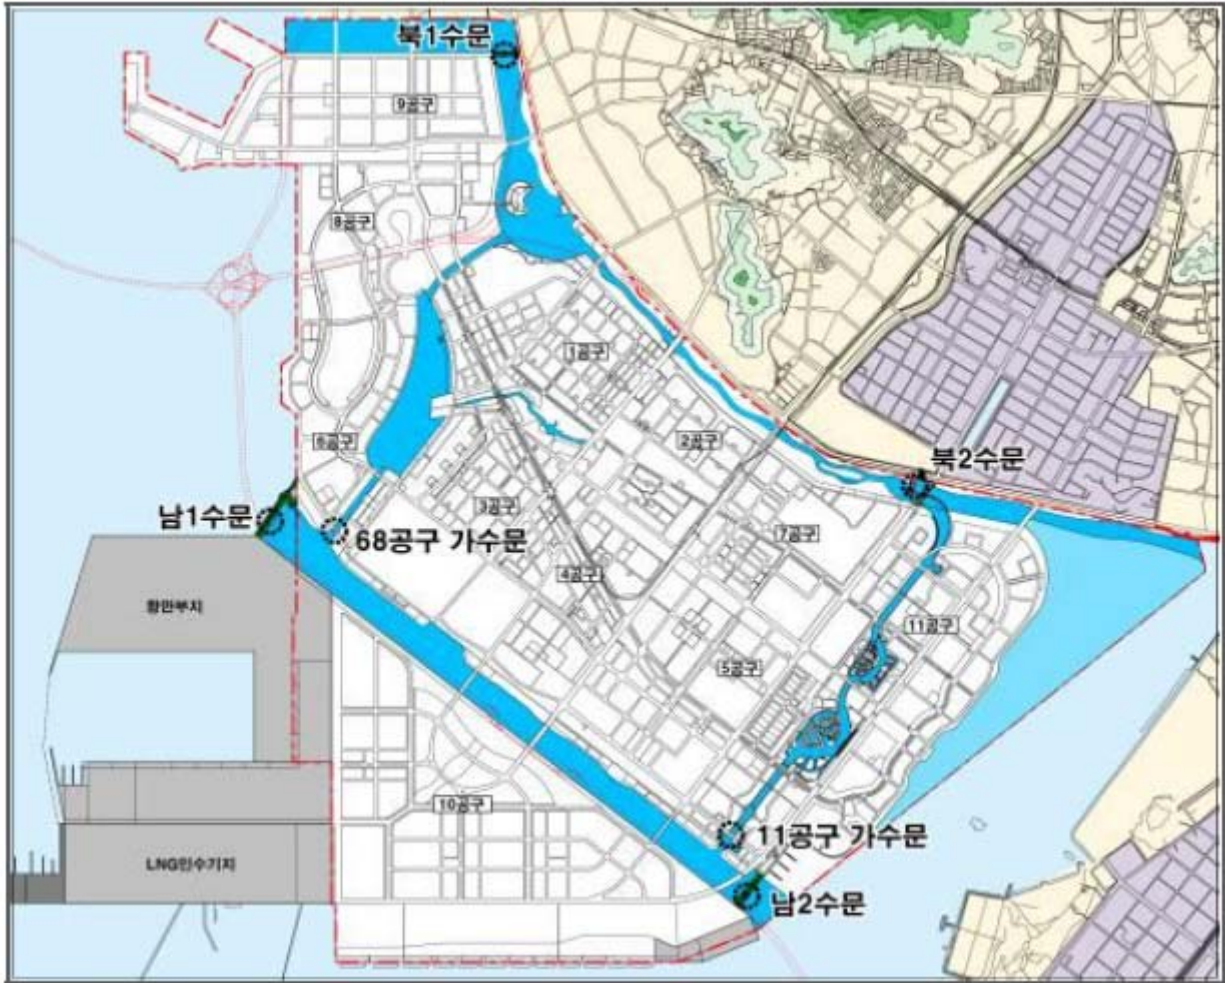 북1수문
9공구
8공구
1공구
6공구
2공구
북2수문
남1수문
68공구 가수문
3공구
7공구
4공구
항만부지
11공구
5공구
10공구
11공구 가수문
LNG인수기지
남2수문